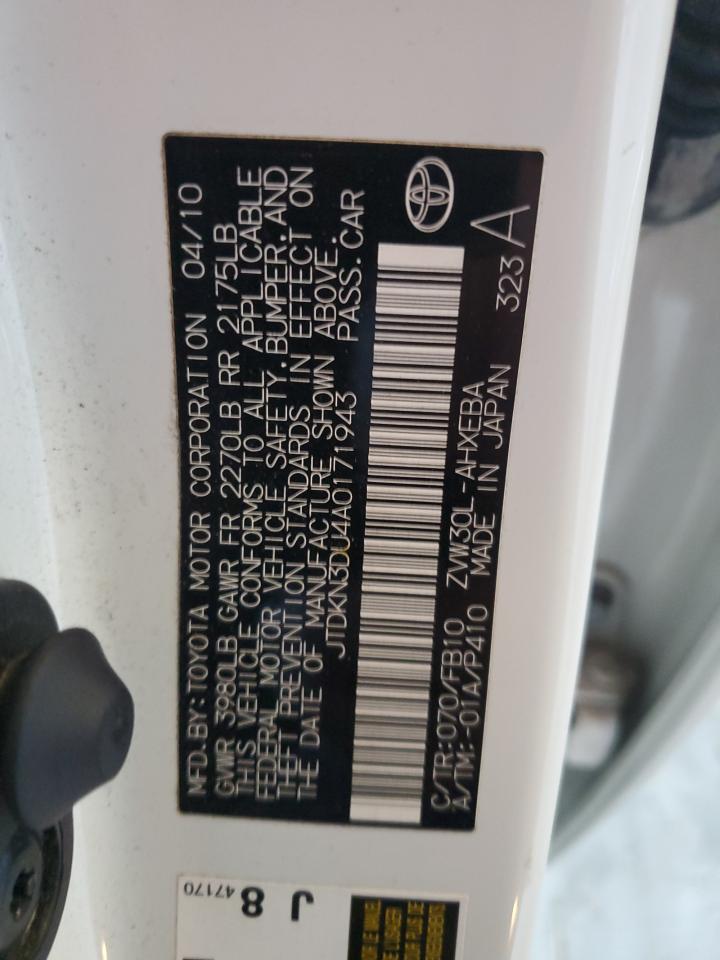 MFD.BY:TOYOTA MOTOR CORPORATION 04/10
GVWR 3980LB GAWR FR 2270LB RR 2175LB
THIS VEHICLE CONFORMS TO ALL APPLICABLE
FEDERAL MOTOR VEHICLE SAFETY.BUMPER.AND
THEFT PREVENTION STANDARDS IN EFFECT ON
THE DATE OF MANUFACTURE SHOWN ABOVE.
JTDKN3DU4A0171943 PASS.CAR
C/TR:070/FB10 ZVW30L-AHXEBA 323 A
A/TM:-01A/P410 MADE IN JAPAN
J 8
47170